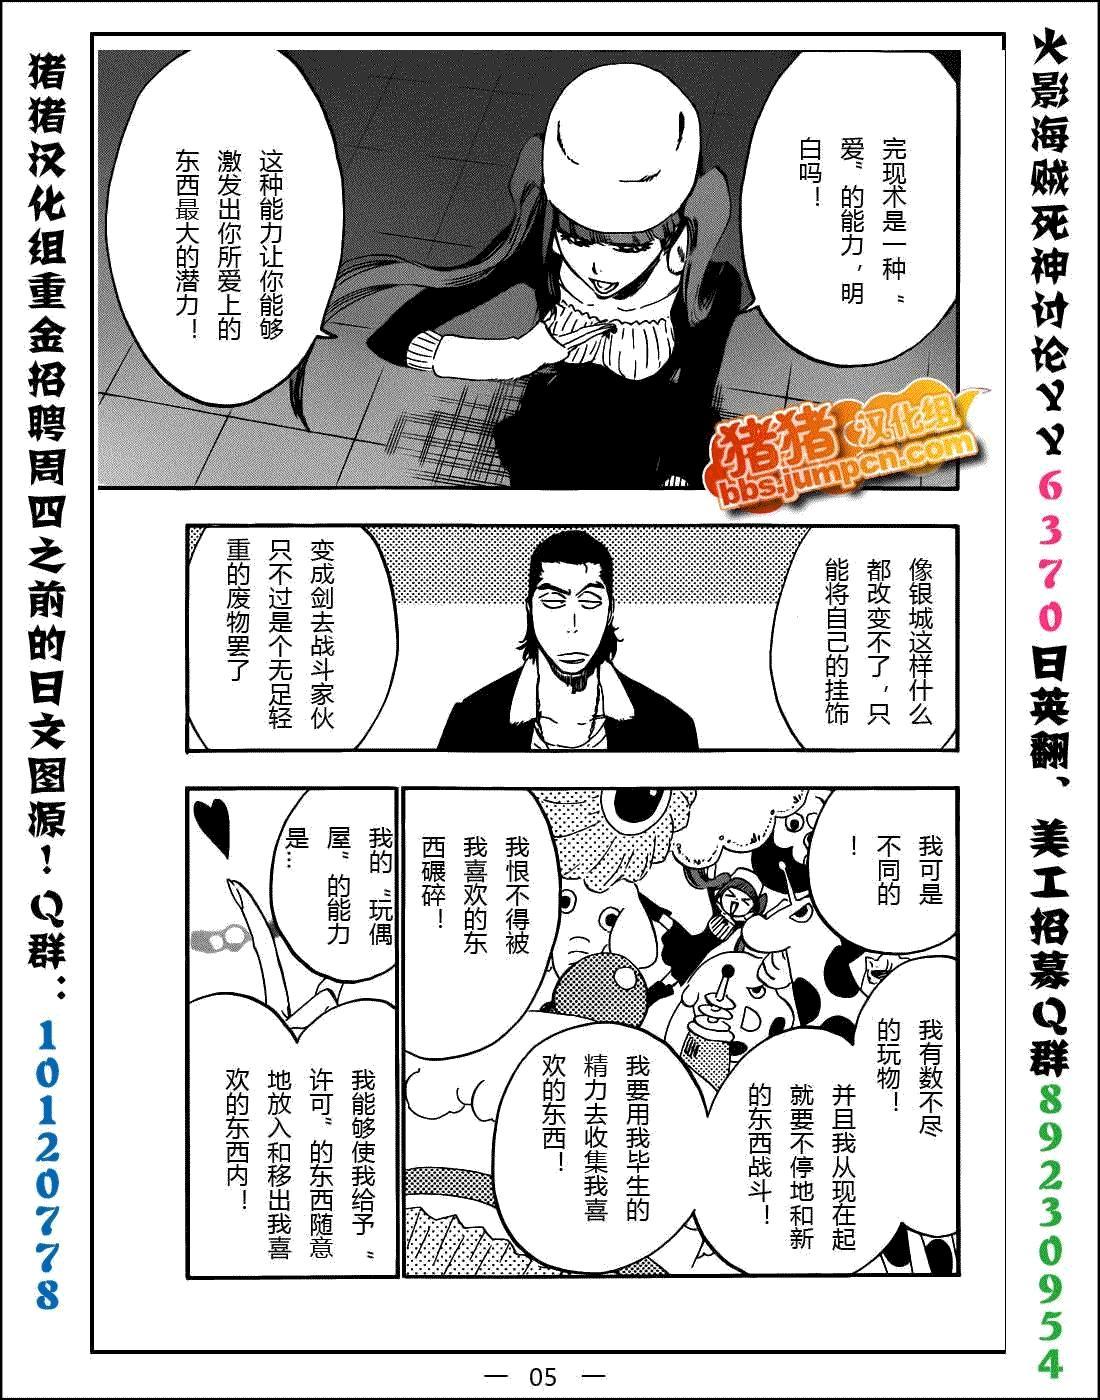 火影海贼死神讨论YY6370日英翻、美工招募Q群89230954
完现术是一种“
爱”的能力，明
白吗！
这种能力让你能够
激发出你所爱上的
东西最大的潜力！
猪猪汉化组
bbs.jumpcn.com
像银城这样什么
都改变不了，只
能将自己的挂饰
变成剑去战斗家伙
只不过是个无足轻
重的废物罢了
我可是
不同的
！
我有数不尽
的玩物！
并且我从现在起
就要不停地和新
的东西战斗！
我恨不得被
我喜欢的东
西碾碎！
我要用我毕生的
精力去收集我喜
欢的东西！
我的“玩偶
屋”的能力
是…
我能够使我给予“
许可”的东西随意
地放入和移出我喜
欢的东西内！
猪猪汉化组重金招聘周四之前的日文图源！Q群：101220778
— 05 —